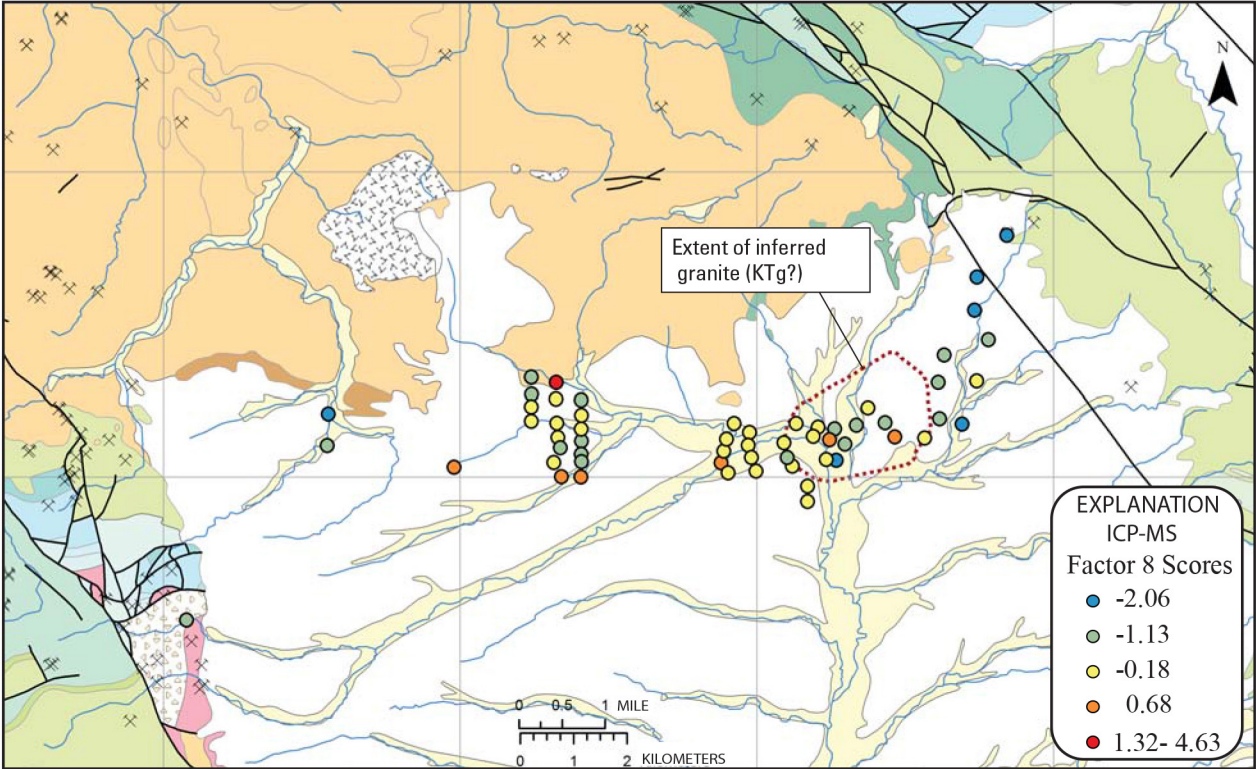 N
Extent of inferred
granite (KTg?)
EXPLANATION
ICP-MS
Factor 8 Scores
-2.06
-1.13
-0.18
0.68
1.32- 4.63
0 0.5 1 MILE
0 1 2 KILOMETERS